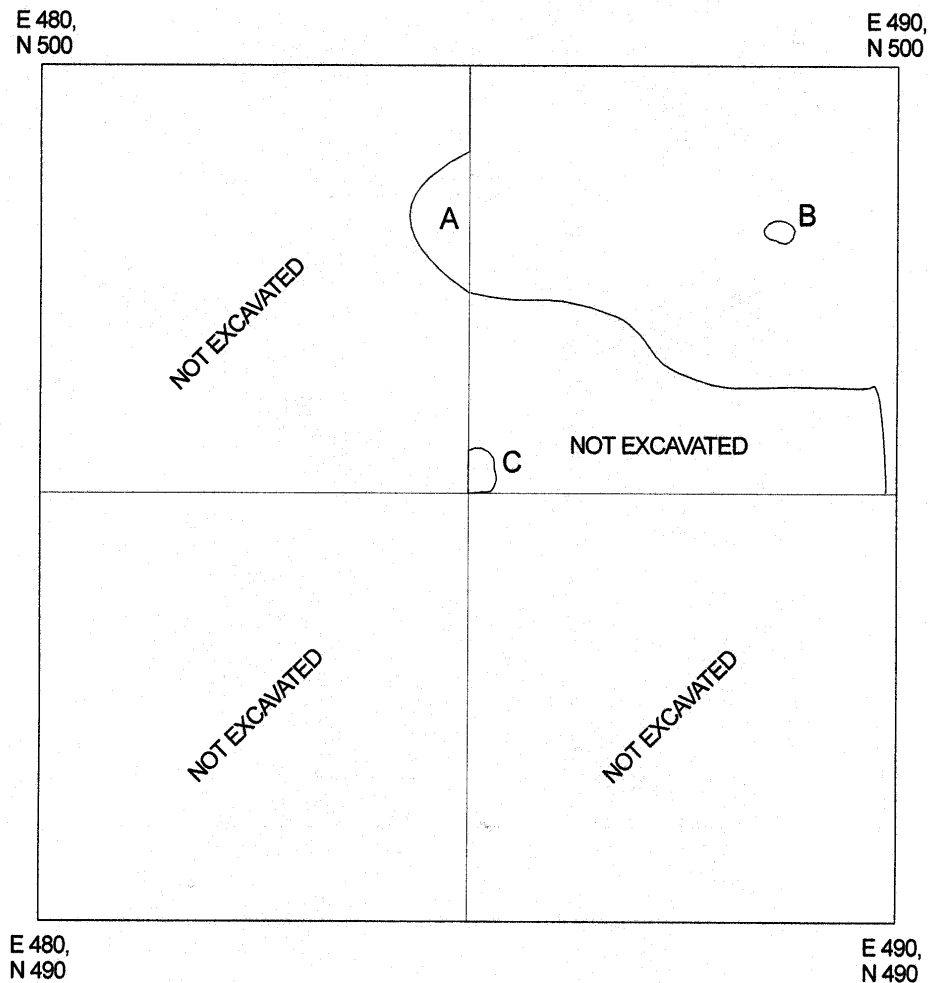 E 480,
N 500
E 490,
N 500
A
B
NOT EXCAVATED
NOT EXCAVATED
C
NOT EXCAVATED
NOT EXCAVATED
E 480,
N 490
E 490,
N 490